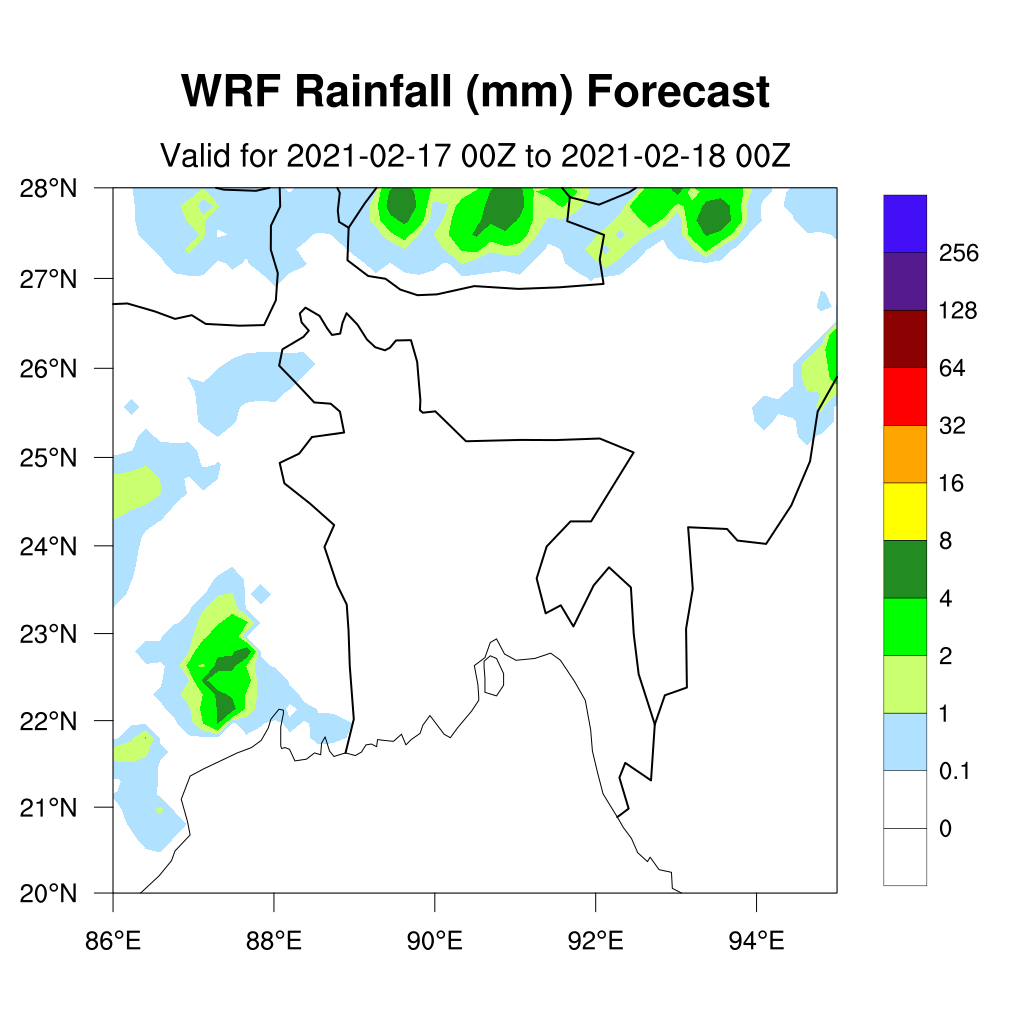 WRF Rainfall (mm) Forecast
Valid for 2021-02-17 00Z to 2021-02-18 00Z
28°N
27°N
26°N
25°N
24°N
23°N
22°N
21°N
20°N
86°E
88°E
90°E
92°E
94°E
256
128
64
32
16
8
4
2
1
0.1
0